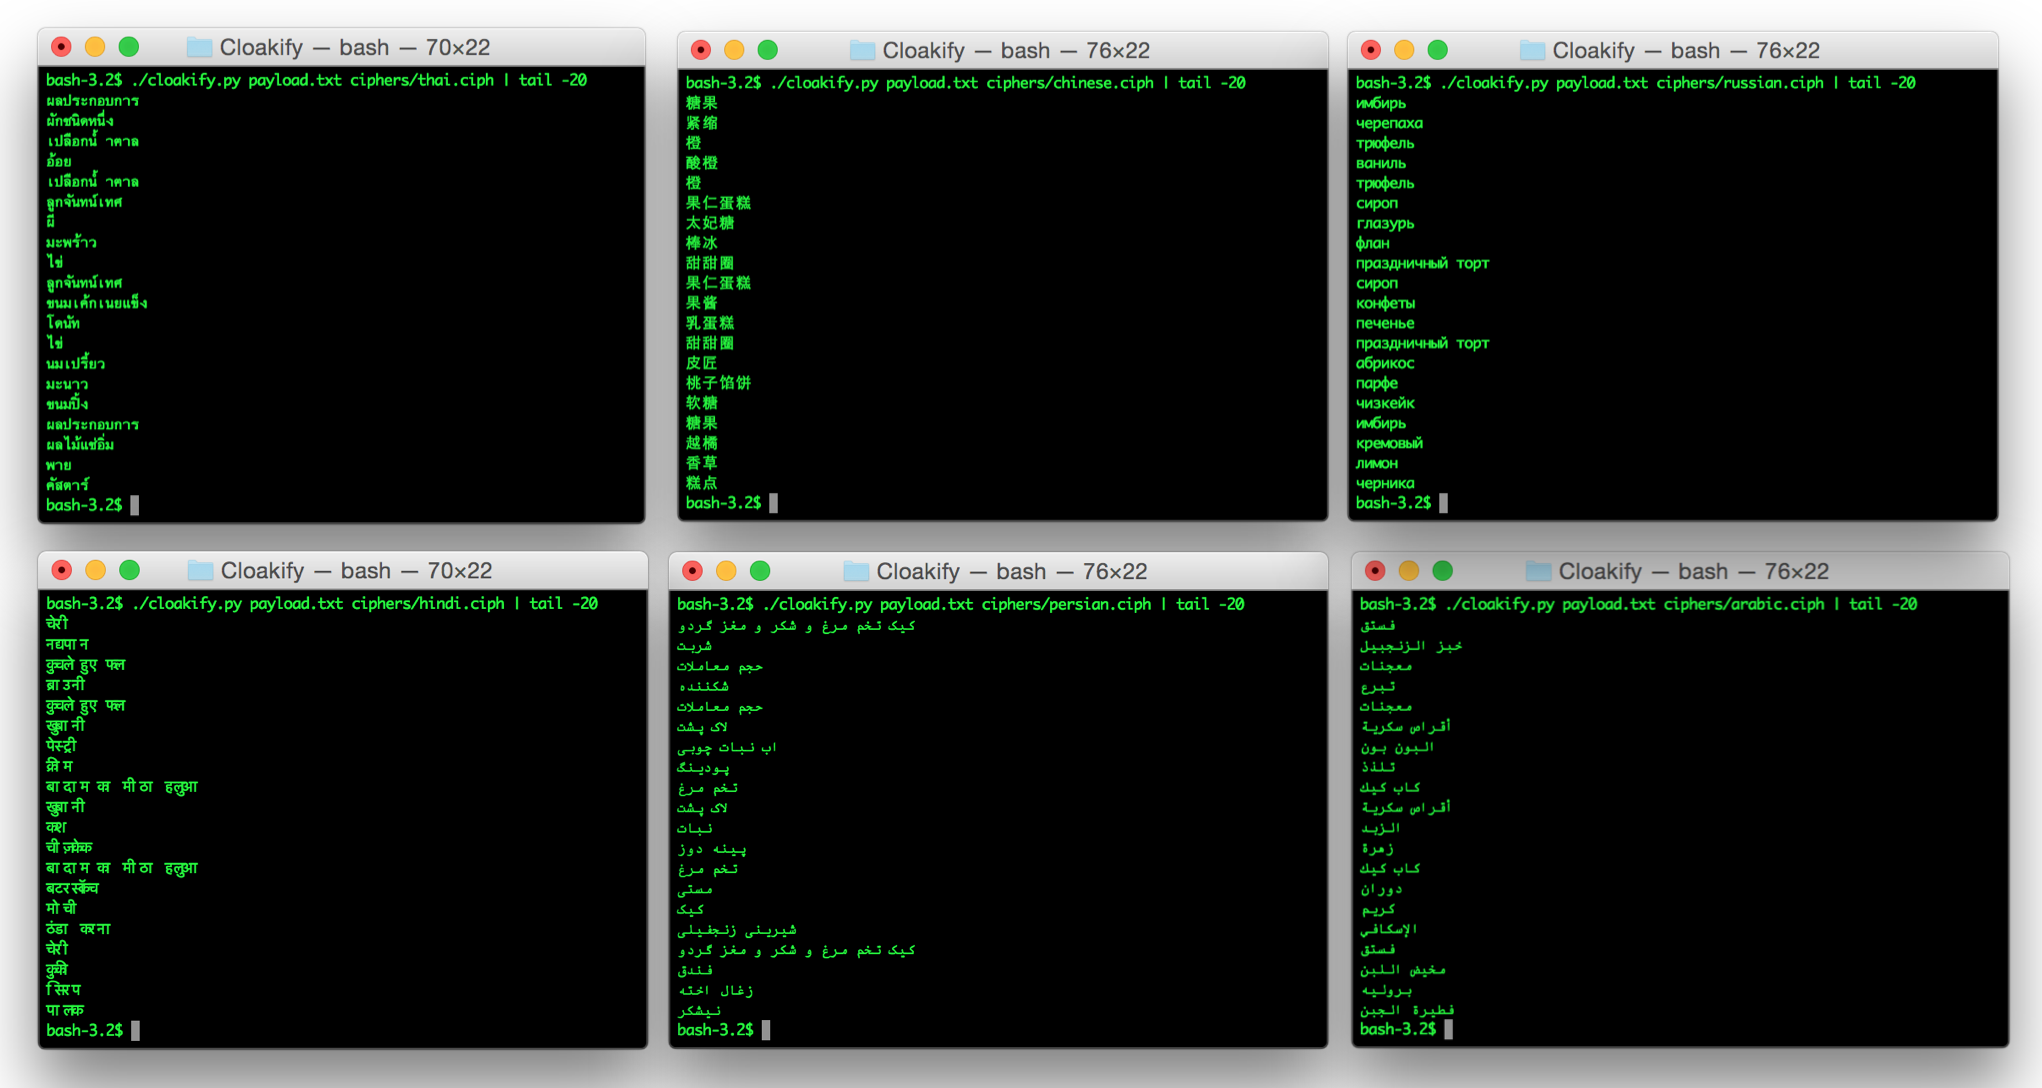 Cloakify — bash — 70×22
bash-3.2$ ./cloakify.py payload.txt ciphers/thai.ciph | tail -20
ผลประกอบการ
ผักชนิดหนึ่ง
เปลือกน้ำตาล
อ้อย
เปลือกน้ำตาล
ลูกจันทน์เทศ
ผี
มะพร้าว
ไข่
ลูกจันทน์เทศ
ขนมเค้กเนยแข็ง
โดนัท
ไข่
นมเปรี้ยว
มะนาว
ขนมปิ้ง
ผลประกอบการ
ผลไม้แช่อิ่ม
พาย
คัสตาร์
bash-3.2$
Cloakify — bash — 76×22
bash-3.2$ ./cloakify.py payload.txt ciphers/chinese.ciph | tail -20
糖果
紧缩
橙
酸橙
橙
果仁蛋糕
太妃糖
棒冰
甜甜圈
果仁蛋糕
果酱
乳蛋糕
甜甜圈
皮匠
桃子馅饼
软糖
糖果
越橘
香草
糕点
bash-3.2$
Cloakify — bash — 76×22
bash-3.2$ ./cloakify.py payload.txt ciphers/russian.ciph | tail -20
имбирь
черепаха
трюфель
ваниль
трюфель
сироп
глазурь
флан
праздничный торт
сироп
конфеты
печенье
праздничный торт
абрикос
парфе
чизкейк
имбирь
кремовый
лимон
черника
bash-3.2$
Cloakify — bash — 70×22
bash-3.2$ ./cloakify.py payload.txt ciphers/hindi.ciph | tail -20
चेरी
नद्यपान
कुचले हुए फल
ब्राउनी
कुचले हुए फल
खुबानी
पेस्ट्री
क्रीम
बादाम का मीठा हलुआ
खुबानी
कश
चीज़केक
बादाम का मीठा हलुआ
बटरस्कॉच
मोची
ठंडा करना
चेरी
कुकी
सिरप
पालक
bash-3.2$
Cloakify — bash — 76×22
bash-3.2$ ./cloakify.py payload.txt ciphers/persian.ciph | tail -20
کیک تخم مرغ و شکر و مغز گردو
شربت
حجم معاملات
شکننده
حجم معاملات
لاک پشت
اب نبات چوبی
پودینگ
تخم مرغ
لاک پشت
نبات
پینه دوز
تخم مرغ
مستی
کیک
شیرینی زنجفیلی
کیک تخم مرغ و شکر و مغز گردو
فندق
زغال اخته
نیشکر
bash-3.2$
Cloakify — bash — 76×22
bash-3.2$ ./cloakify.py payload.txt ciphers/arabic.ciph | tail -20
فستق
خبز الزنجبيل
معجنات
تبرع
معجنات
أقراص سكرية
البون بون
تلذذ
كاب كيك
أقراص سكرية
الزبد
زهرة
كاب كيك
دوران
كريم
الإسكافي
فستق
مخيض اللبن
بروليه
فطيرة الجبن
bash-3.2$